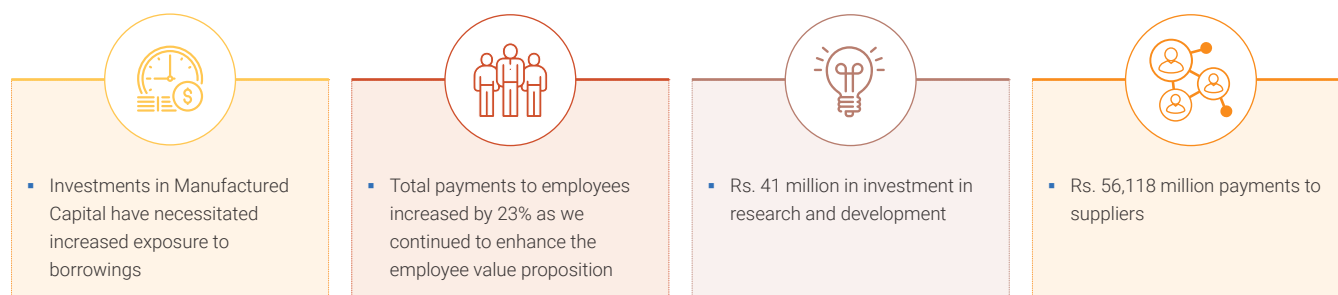 ▪ Investments in Manufactured
Capital have necessitated
increased exposure to
borrowings
▪ Total payments to employees
increased by 23% as we
continued to enhance the
employee value proposition
▪ Rs. 41 million in investment in
research and development
▪ Rs. 56,118 million payments to
suppliers